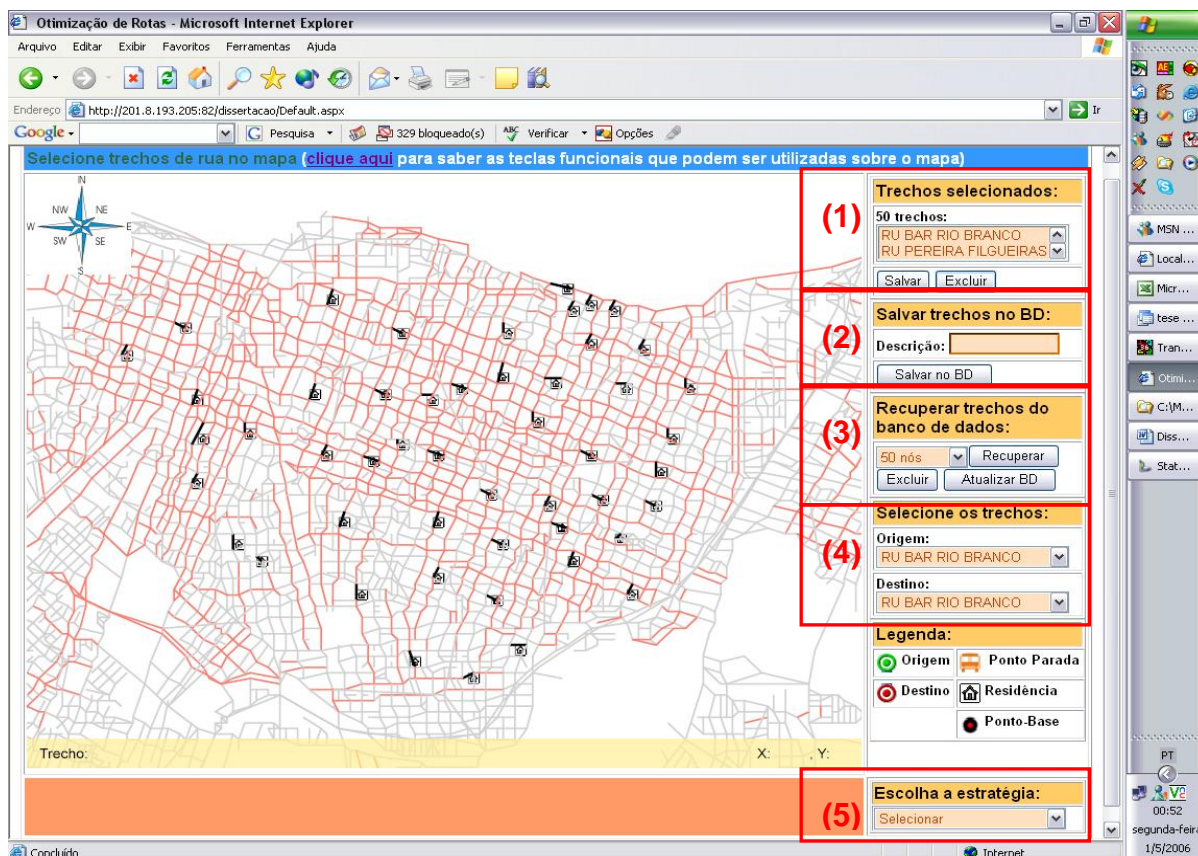 Otimização de Rotas - Microsoft Internet Explorer
Arquivo Editar Exibir Favoritos Ferramentas Ajuda
Endereço http://201.8.193.205:82/dissertacao/Default.aspx Ir
Google Pesquisa 329 bloqueado(s) ABC Verificar Opções
Selecione trechos de rua no mapa (clique aqui para saber as teclas funcionais que podem ser utilizadas sobre o mapa)
N
NW NE
W E
SW SE
S
Trecho: X: , Y:
(1)
Trechos selecionados:
50 trechos:
RU BAR RIO BRANCO
RU PEREIRA FILGUEIRAS
Salvar Excluir
(2)
Salvar trechos no BD:
Descrição:
Salvar no BD
(3)
Recuperar trechos do
banco de dados:
50 nós Recuperar
Excluir Atualizar BD
(4)
Selecione os trechos:
Origem:
RU BAR RIO BRANCO
Destino:
RU BAR RIO BRANCO
Legenda:
Origem Ponto Parada
Destino Residência
Ponto-Base
(5)
Escolha a estratégia:
Selecionar
Concluído Internet
MSN ...
Local...
Micr...
tese ...
Tran...
Otimi...
C:\M...
Diss...
Stat...
PT
00:52
segunda-feira
1/5/2006